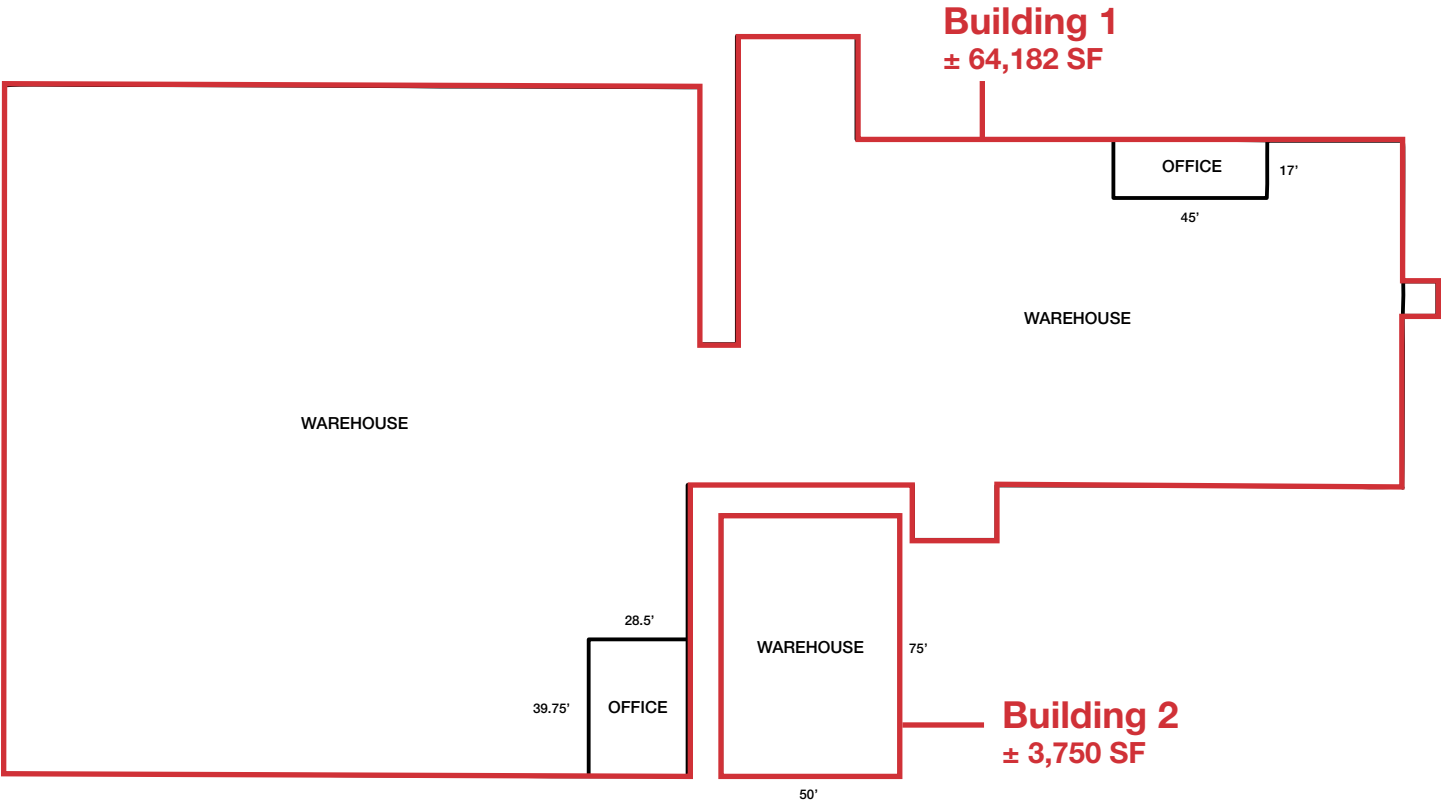 Building 1
± 64,182 SF
OFFICE
17’
45’
WAREHOUSE
WAREHOUSE
28.5’
39.75’
OFFICE
WAREHOUSE
75’
Building 2
± 3,750 SF
50’